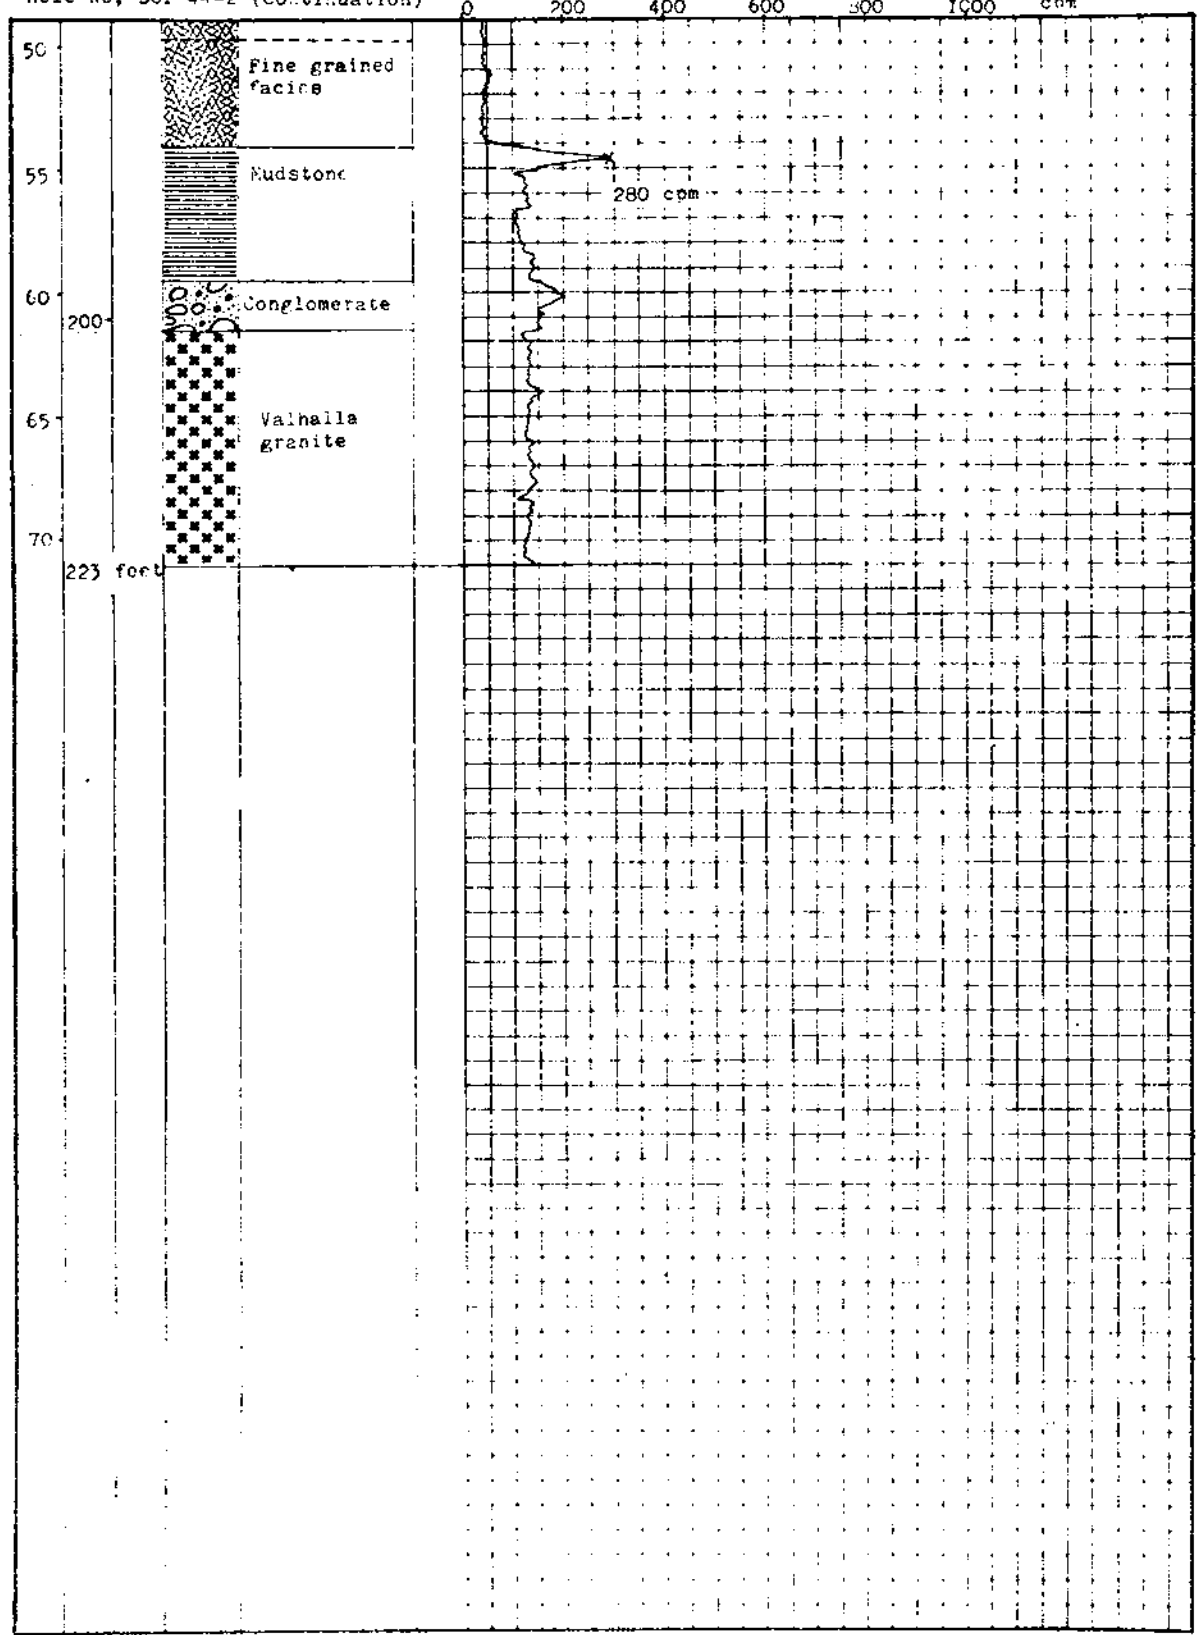 (Continuation)
0 200 400 600 800 1000 cpm
50
Fine grained
facies
55
Mudstone
280 cpm
60
Conglomerate
200
65
Valhalla
granite
70
223 feet